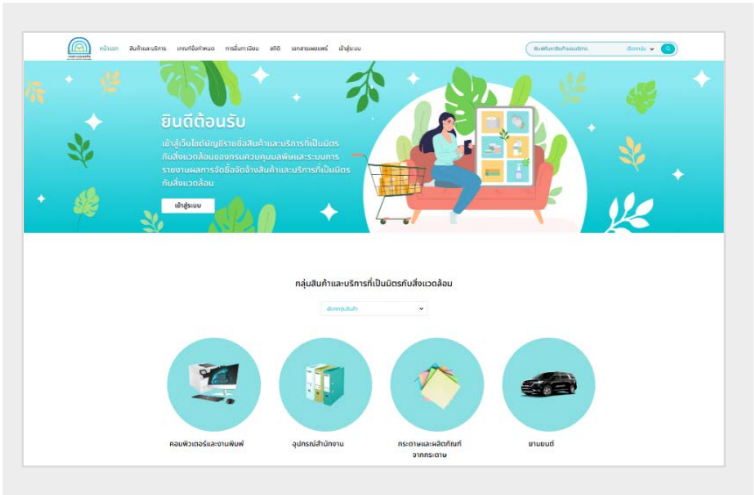 หน้าแรก สินค้าและบริการ เกณฑ์ข้อกำหนด การขึ้นทะเบียน สถิติ เอกสารเผยแพร่ เข้าสู่ระบบ
ยินดีต้อนรับ
เข้าสู่เว็บไซต์บัญชีรายชื่อสินค้าและบริการที่เป็นมิตร
กับสิ่งแวดล้อมของกรมควบคุมมลพิษและระบบการ
รายงานผลการจัดซื้อจัดจ้างสินค้าและบริการที่เป็นมิตร
กับสิ่งแวดล้อม
เข้าสู่ระบบ
กลุ่มสินค้าและบริการที่เป็นมิตรกับสิ่งแวดล้อม
คอมพิวเตอร์และงานพิมพ์
อุปกรณ์สำนักงาน
กระดาษและผลิตภัณฑ์
จากกระดาษ
ยานยนต์